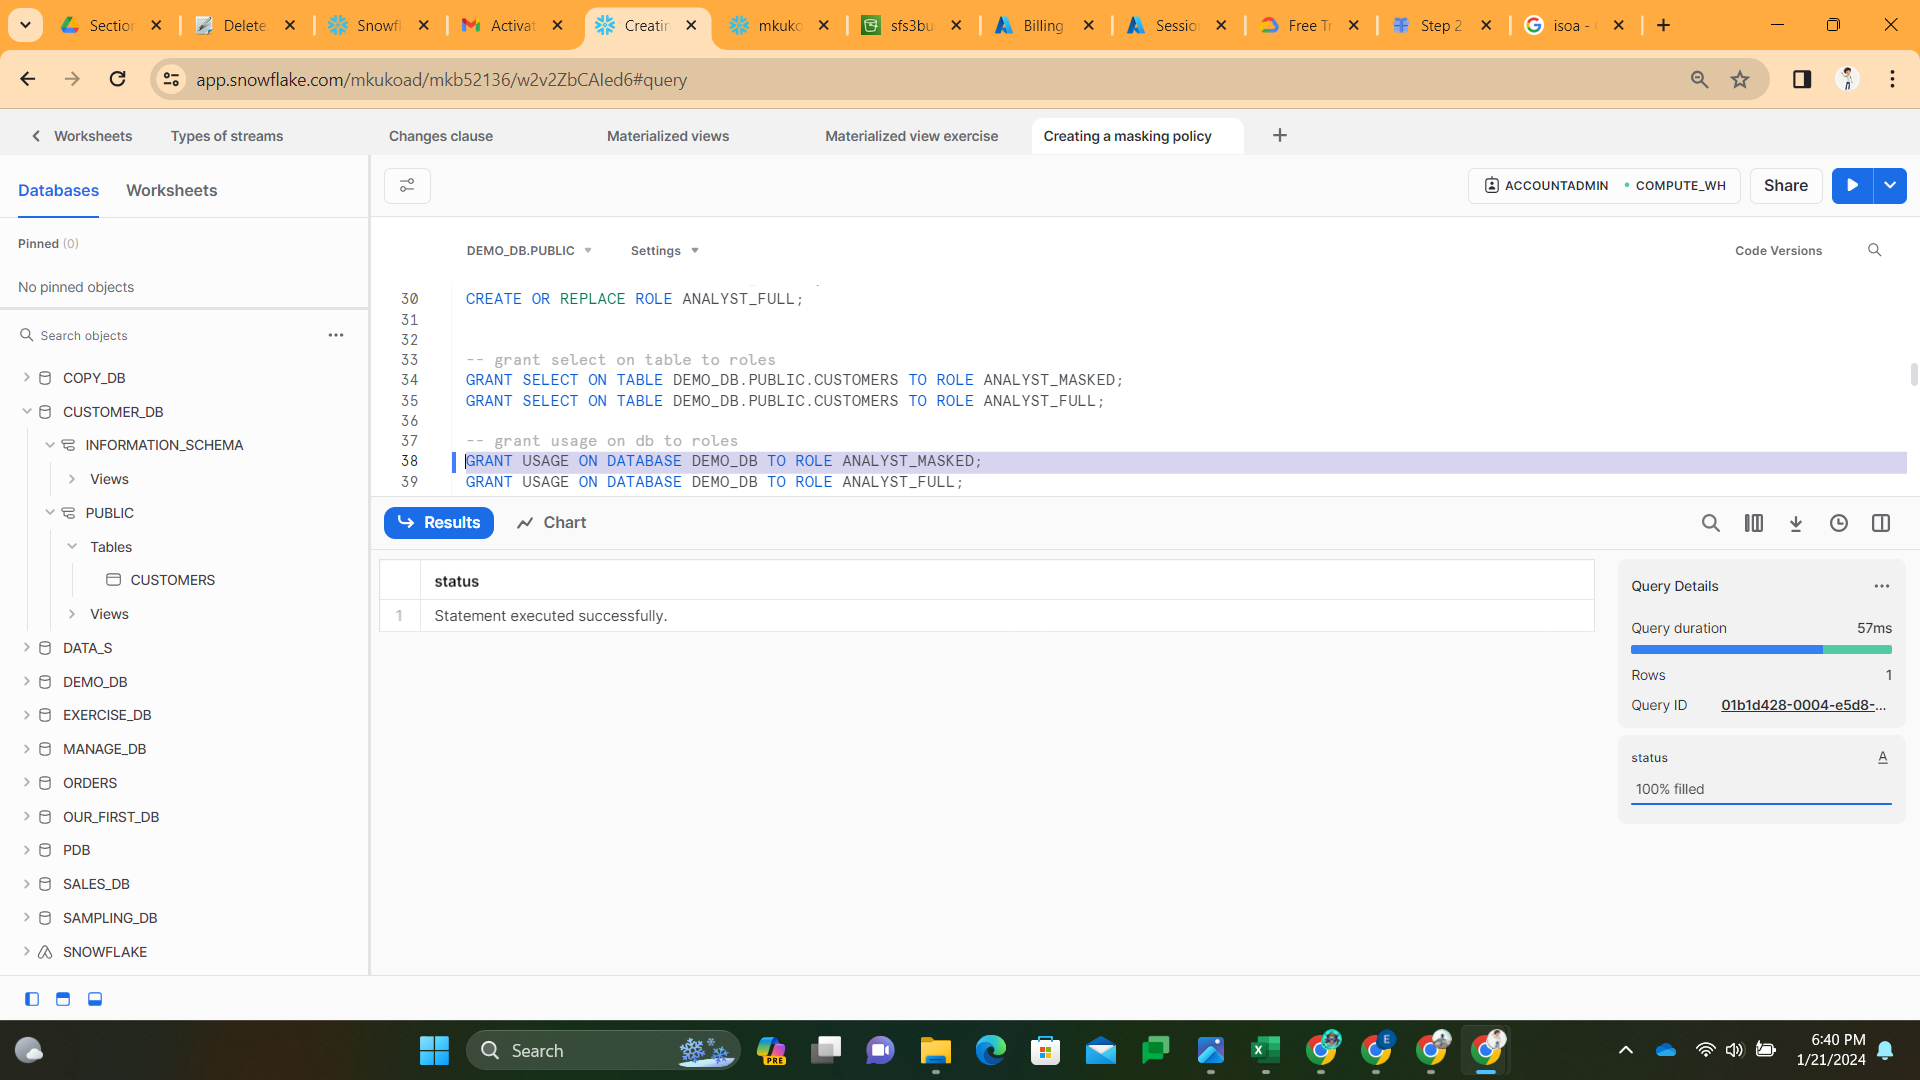 Section
Delete
Snowfl
Activat
Creatin
mkuko
sfs3bu
Billing
Sessio
Free Tr
Step 2
isoa -
app.snowflake.com/mkukoad/mkb52136/w2v2ZbCAIed6#query
Worksheets
Types of streams
Changes clause
Materialized views
Materialized view exercise
Creating a masking policy
Databases
Worksheets
ACCOUNTADMIN
COMPUTE_WH
Share
Pinned (0)
No pinned objects
Search objects
COPY_DB
CUSTOMER_DB
INFORMATION_SCHEMA
Views
PUBLIC
Tables
CUSTOMERS
Views
DATA_S
DEMO_DB
EXERCISE_DB
MANAGE_DB
ORDERS
OUR_FIRST_DB
PDB
SALES_DB
SAMPLING_DB
SNOWFLAKE
DEMO_DB.PUBLIC
Settings
Code Versions
30 CREATE OR REPLACE ROLE ANALYST_FULL;
31
32
33 -- grant select on table to roles
34 GRANT SELECT ON TABLE DEMO_DB.PUBLIC.CUSTOMERS TO ROLE ANALYST_MASKED;
35 GRANT SELECT ON TABLE DEMO_DB.PUBLIC.CUSTOMERS TO ROLE ANALYST_FULL;
36
37 -- grant usage on db to roles
38 GRANT USAGE ON DATABASE DEMO_DB TO ROLE ANALYST_MASKED;
39 GRANT USAGE ON DATABASE DEMO_DB TO ROLE ANALYST_FULL;
Results
Chart
status
1 Statement executed successfully.
Query Details
Query duration 57ms
Rows 1
Query ID 01b1d428-0004-e5d8-...
status A
100% filled
Search
PRE
E
6:40 PM
1/21/2024